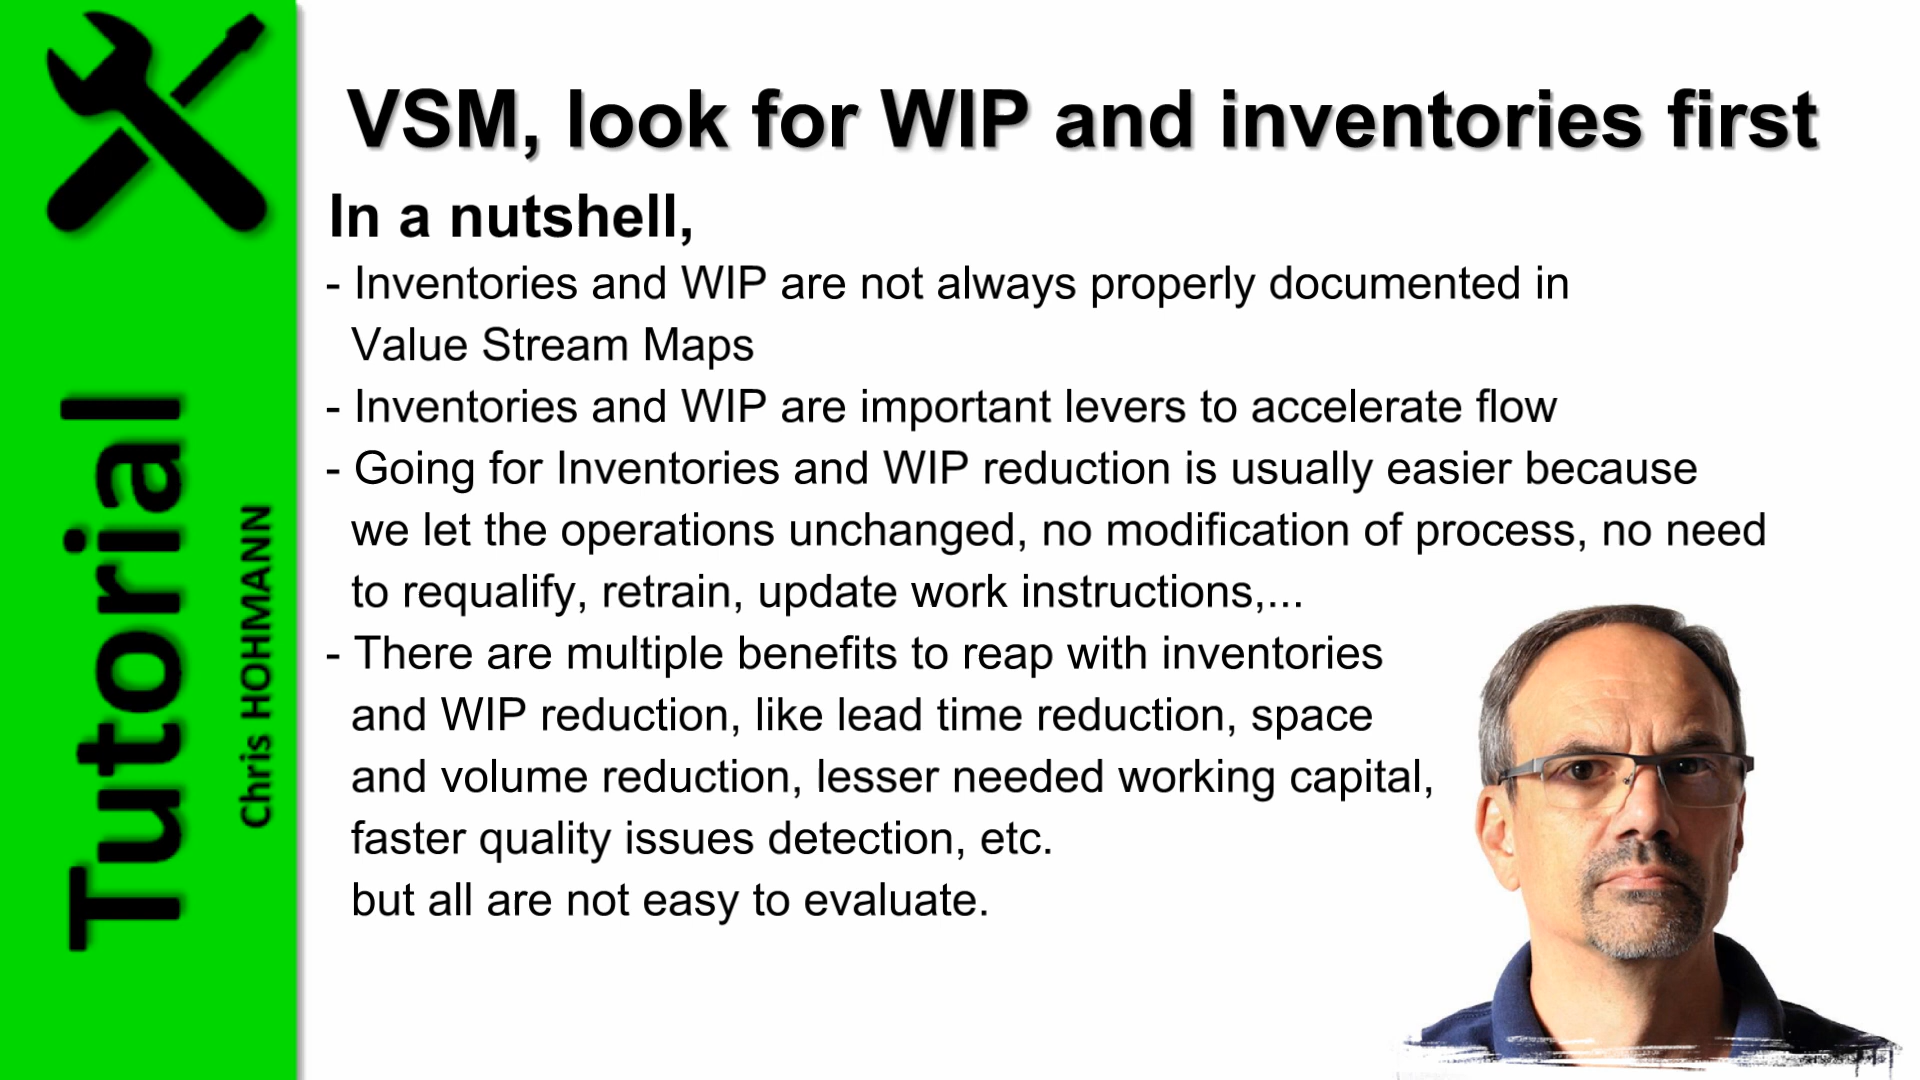 Tutorial
Chris HOHMANN
VSM, look for WIP and inventories first
In a nutshell,
- Inventories and WIP are not always properly documented in
Value Stream Maps
- Inventories and WIP are important levers to accelerate flow
- Going for Inventories and WIP reduction is usually easier because
we let the operations unchanged, no modification of process, no need
to requalify, retrain, update work instructions,...
- There are multiple benefits to reap with inventories
and WIP reduction, like lead time reduction, space
and volume reduction, lesser needed working capital,
faster quality issues detection, etc.
but all are not easy to evaluate.